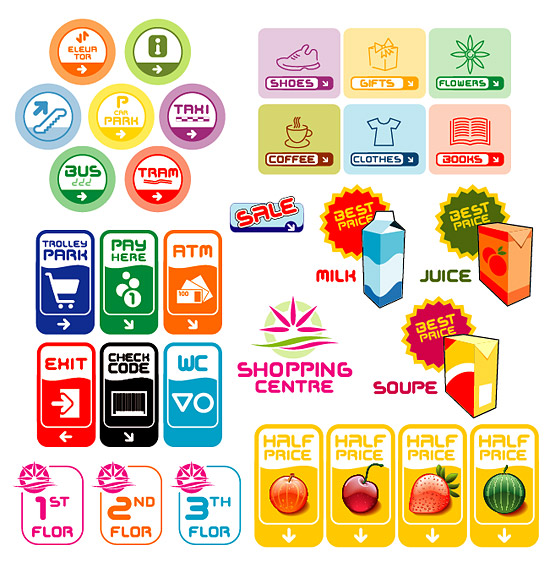 ELEVA
TOR
i
P
CAR
PARK
TAXI
BUS
TRAM
SHOES
GIFTS
FLOWERS
COFFEE
CLOTHES
BOOKS
SALE
BEST
PRICE
MILK
BEST
PRICE
JUICE
TROLLEY
PARK
PAY
HERE
1
ATM
100
EXIT
CHECK
CODE
WC
SHOPPING
CENTRE
BEST
PRICE
SOUPE
1ST
FLOR
2ND
FLOR
3TH
FLOR
HALF
PRICE
HALF
PRICE
HALF
PRICE
HALF
PRICE